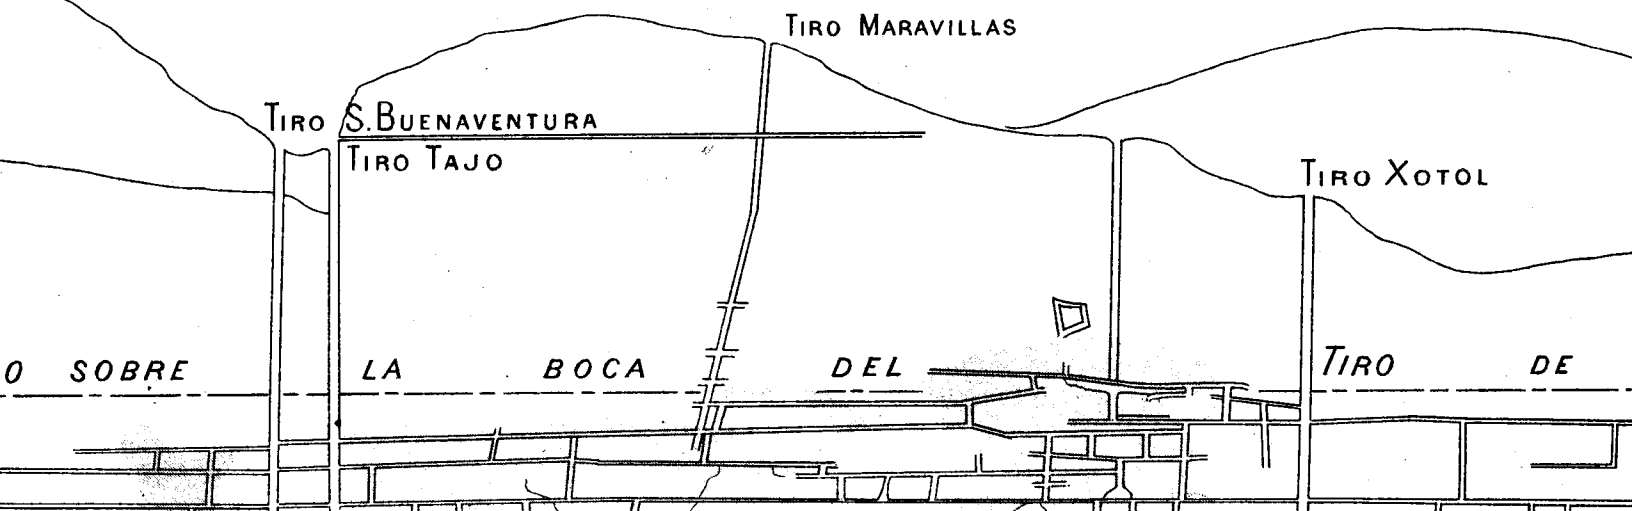 TIRO MARAVILLAS
TIRO S. BUENAVENTURA
TIRO TAJO
TIRO XOTOL
O SOBRE LA BOCA DEL TIRO DE